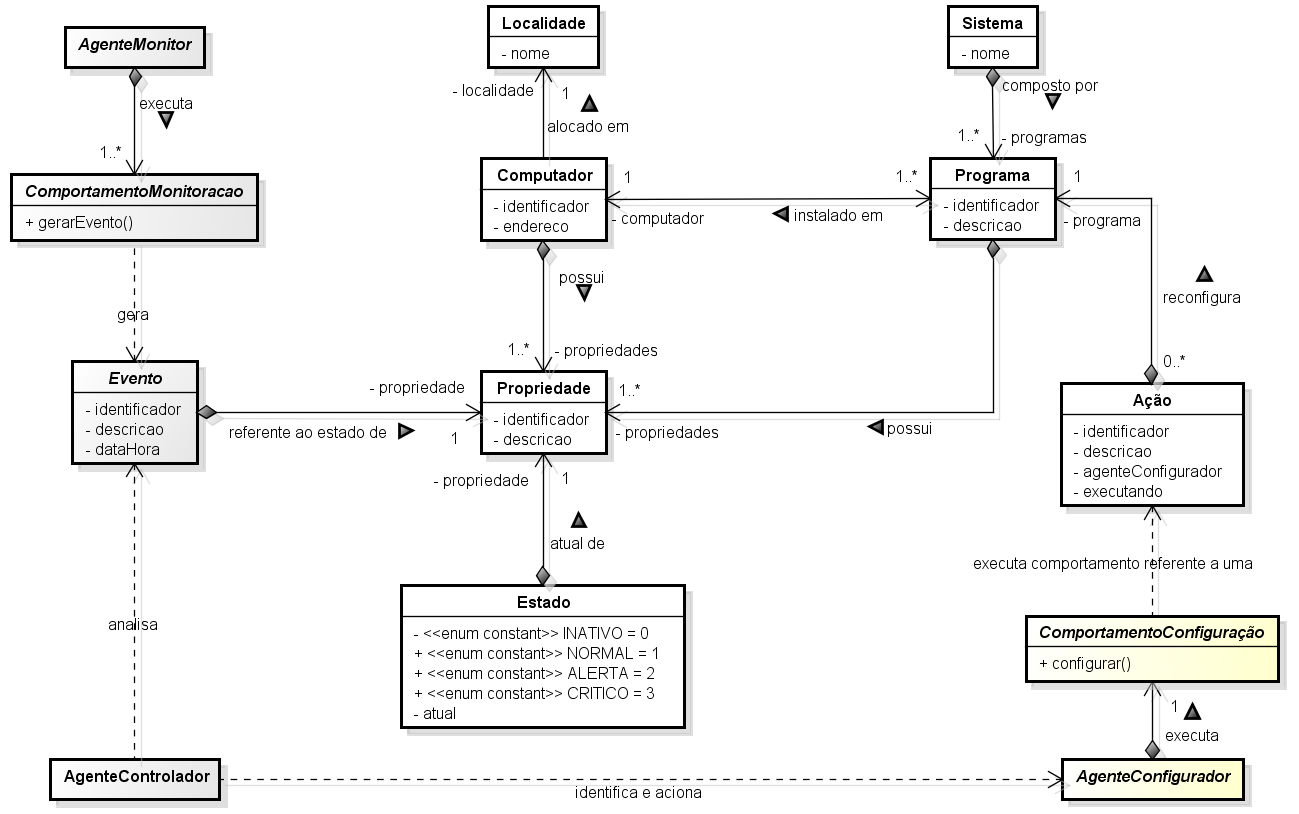 AgenteMonitor
executa
1..*
ComportamentoMonitoracao
+ gerarEvento()
gera
Evento
- identificador
- descricao
- dataHora
analisa
AgenteControlador
Localidade
- nome
- localidade
1
alocado em
Computador
- identificador
- endereco
1
- computador
instalado em
1..*
possui
1..*
- propriedades
- propriedade
referente ao estado de
1
Propriedade
- identificador
- descricao
1..*
- propriedades
possui
- propriedade
1
atual de
Estado
- <<enum constant>> INATIVO = 0
+ <<enum constant>> NORMAL = 1
+ <<enum constant>> ALERTA = 2
+ <<enum constant>> CRITICO = 3
- atual
Sistema
- nome
composto por
1..*
- programas
Programa
- identificador
- descricao
1
- programa
reconfigura
0..*
Ação
- identificador
- descricao
- agenteConfigurador
- executando
executa comportamento referente a uma
ComportamentoConfiguração
+ configurar()
1
executa
AgenteConfigurador
identifica e aciona